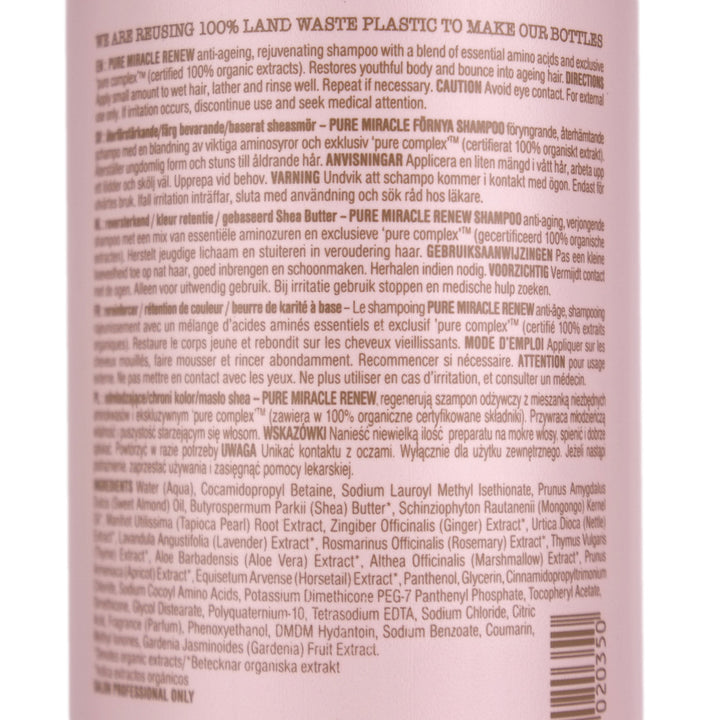 WE ARE REUSING 100% LAND WASTE PLASTIC TO MAKE OUR BOTTLES
EN: PURE MIRACLE RENEW anti-ageing, rejuvenating shampoo with a blend of essential amino acids and exclusive
'pure complex'™ (certified 100% organic extracts). Restores youthful body and bounce into ageing hair. DIRECTIONS
Apply small amount to wet hair, lather and rinse well. Repeat if necessary. CAUTION Avoid eye contact. For external
use only. If irritation occurs, discontinue use and seek medical attention.
återförstärkande/färg bevarande/baserat sheasmör – PURE MIRACLE FÖRNYA SHAMPOO föryngrande, återhämtande
schampo med en blandning av viktiga aminosyror och exklusiv 'pure complex'™ (certifierat 100% organiskt extrakt).
Återställer ungdomlig form och stuns till åldrande hår. ANVISNINGAR Applicera en liten mängd i vått hår, arbeta upp
ett lödder och skölj väl. Upprepa vid behov. VARNING Undvik att schampo kommer i kontakt med ögon. Endast för
utvärtes bruk. Ifall irritation inträffar, sluta med användning och sök råd hos läkare.
NL: reversterkend / kleur retentie / gebaseerd Shea Butter – PURE MIRACLE RENEW SHAMPOO anti-aging, verjongende
shampoo met een mix van essentiële aminozuren en exclusieve 'pure complex'™ (gecertificeerd 100% organische
extracten). Herstelt jeugdige lichaam en stuiteren in veroudering haar. GEBRUIKSAANWIJZINGEN Pas een kleine
hoeveelheid toe op nat haar, goed inbrengen en schoonmaken. Herhalen indien nodig. VOORZICHTIG Vermijdt contact
met de ogen. Alleen voor uitwendig gebruik. Bij irritatie gebruik stoppen en medische hulp zoeken.
FR: reinforcer / rétention de couleur / beurre de karité à base – Le shampoing PURE MIRACLE RENEW anti-âge, shampooing
rajeunissement avec un mélange d'acides aminés essentiels et exclusif 'pure complex'™ (certifié 100% extraits
organiques). Restaure le corps jeune et rebondit sur les cheveux vieillissants. MODE D'EMPLOI Appliquer sur les
cheveux mouillés, faire mousser et rincer abondamment. Recommencer si nécessaire. ATTENTION pour usage
externe. Ne pas mettre en contact avec les yeux. Ne plus utiliser en cas d'irritation, et consulter un médecin.
PL: odmładzające/chroni kolor/masło shea – PURE MIRACLE RENEW, regenerują szampon odżywczy z mieszanką niezbędnych
aminokwasów i ekskluzywnym 'pure complex'™ (zawiera w 100% organiczne certyfikowane składniki). Przywraca młodzieńczą
witalność i puszystość starzejącym się włosom. WSKAZÓWKI Nanieść niewielką ilość preparatu na mokre włosy, spienić i dobrze
spłukać. Powtórzyć w razie potrzeby UWAGA Unikać kontaktu z oczami. Wyłącznie dla użytku zewnętrznego. Jeżeli nastąpi
podrażnienie, zaprzestać używania i zasięgnąć pomocy lekarskiej.
INGREDIENTS Water (Aqua), Cocamidopropyl Betaine, Sodium Lauroyl Methyl Isethionate, Prunus Amygdalus
Dulcis (Sweet Almond) Oil, Butyrospermum Parkii (Shea) Butter*, Schinziophyton Rautanenii (Mongongo) Kernel
Oil*, Manihot Utilissima (Tapioca Pearl) Root Extract, Zingiber Officinalis (Ginger) Extract*, Urtica Dioca (Nettle)
Extract*, Lavandula Angustifolia (Lavender) Extract*, Rosmarinus Officinalis (Rosemary) Extract*, Thymus Vulgaris
(Thyme) Extract*, Aloe Barbadensis (Aloe Vera) Extract*, Althea Officinalis (Marshmallow) Extract*, Prunus
Armeniaca (Apricot) Extract*, Equisetum Arvense (Horsetail) Extract*, Panthenol, Glycerin, Cinnamidopropyltrimonium
Chloride, Sodium Cocoyl Amino Acids, Potassium Dimethicone PEG-7 Panthenyl Phosphate, Tocopheryl Acetate,
Dimethicone, Glycol Distearate, Polyquaternium-10, Tetrasodium EDTA, Sodium Chloride, Citric
Acid, Fragrance (Parfum), Phenoxyethanol, DMDM Hydantoin, Sodium Benzoate, Coumarin,
Methyl Ionones, Gardenia Jasminoides (Gardenia) Fruit Extract.
*Denotes organic extracts/*Betecknar organiska extrakt
*Indica extractos orgánicos
SALON PROFESSIONAL ONLY
020350